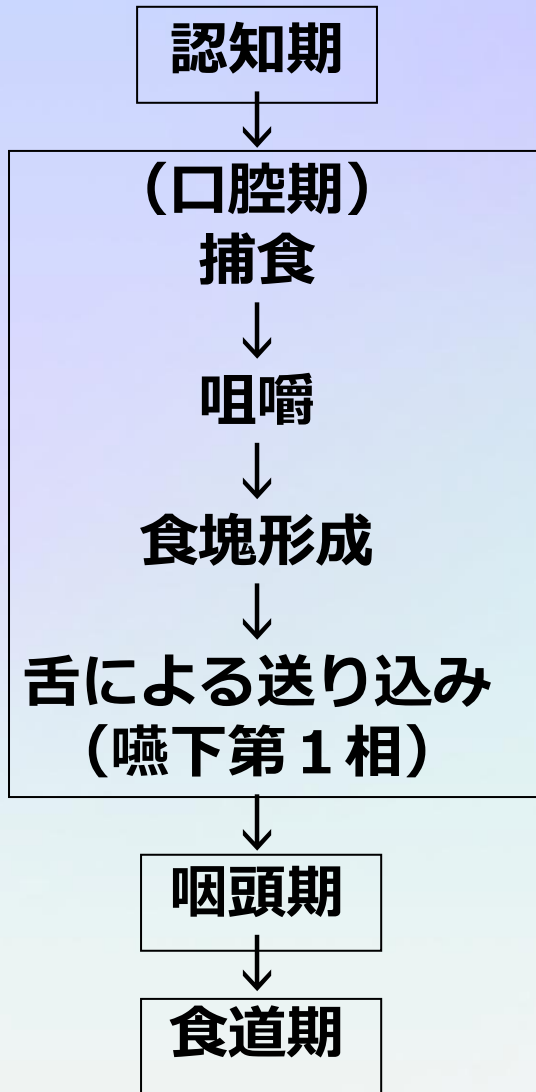 認知期
↓
（口腔期）
捕食
↓
咀嚼
↓
食塊形成
↓
舌による送り込み
（嚥下第１相）
↓
咽頭期
↓
食道期